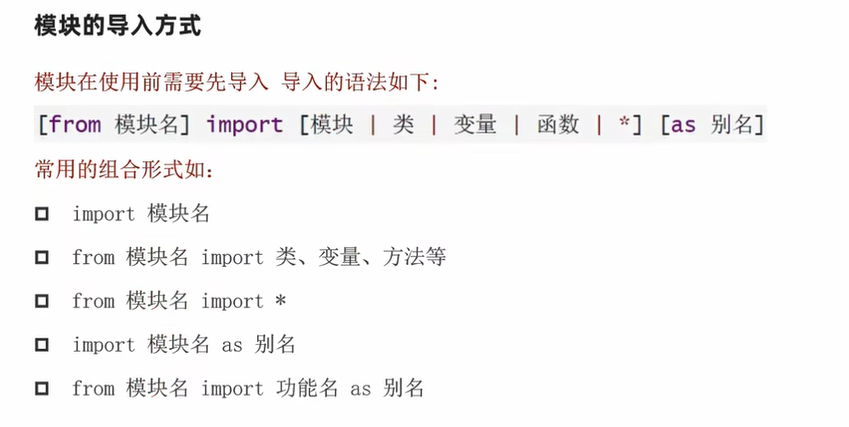 模块的导入方式
模块在使用前需要先导入 导入的语法如下:
[from 模块名] import [模块 | 类 | 变量 | 函数 | *] [as 别名]
常用的组合形式如：
import 模块名
from 模块名 import 类、变量、方法等
from 模块名 import *
import 模块名 as 别名
from 模块名 import 功能名 as 别名